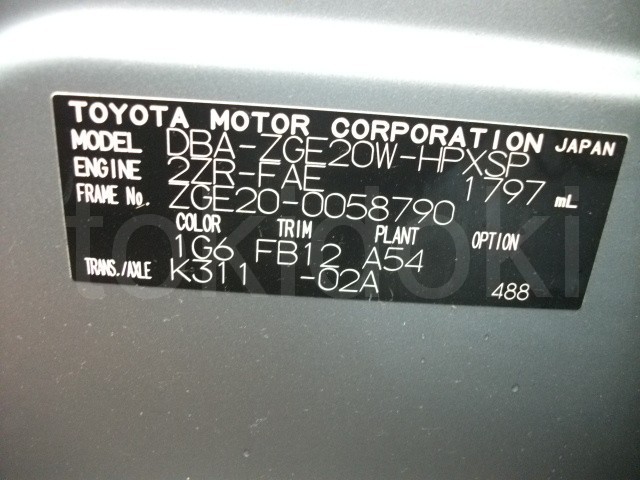 TOYOTA MOTOR CORPORATION JAPAN
MODEL DBA-ZGE20W-HPXSP
ENGINE 2ZR-FAE 1797 mL
FRAME No. ZGE20-0058790
COLOR TRIM PLANT OPTION
1G6 FB12 A54
TRANS./AXLE K311 -02A 488